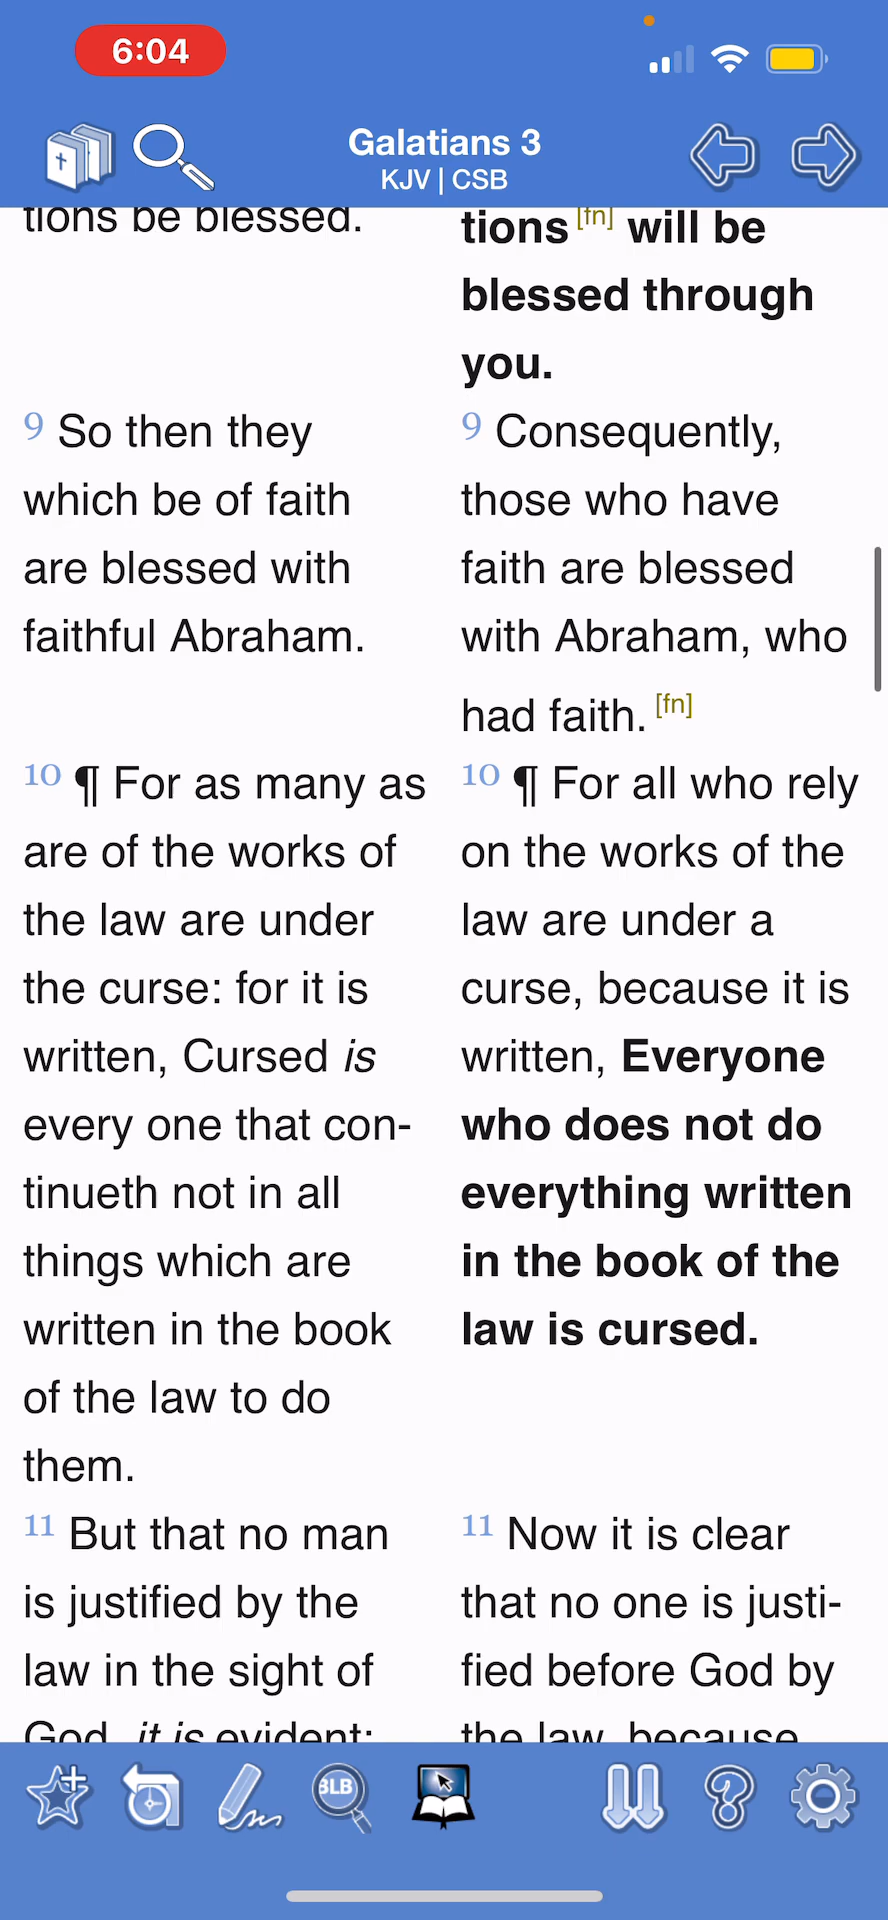 6:04
Galatians 3
KJV | CSB
tions be blessed.
9 So then they
which be of faith
are blessed with
faithful Abraham.
10 ¶ For as many as
are of the works of
the law are under
the curse: for it is
written, Cursed is
every one that con-
tinueth not in all
things which are
written in the book
of the law to do
them.
11 But that no man
is justified by the
law in the sight of
God, it is evident:
tions [fn] will be
blessed through
you.
9 Consequently,
those who have
faith are blessed
with Abraham, who
had faith. [fn]
10 ¶ For all who rely
on the works of the
law are under a
curse, because it is
written, Everyone
who does not do
everything written
in the book of the
law is cursed.
11 Now it is clear
that no one is justi-
fied before God by
the law, because
BLB